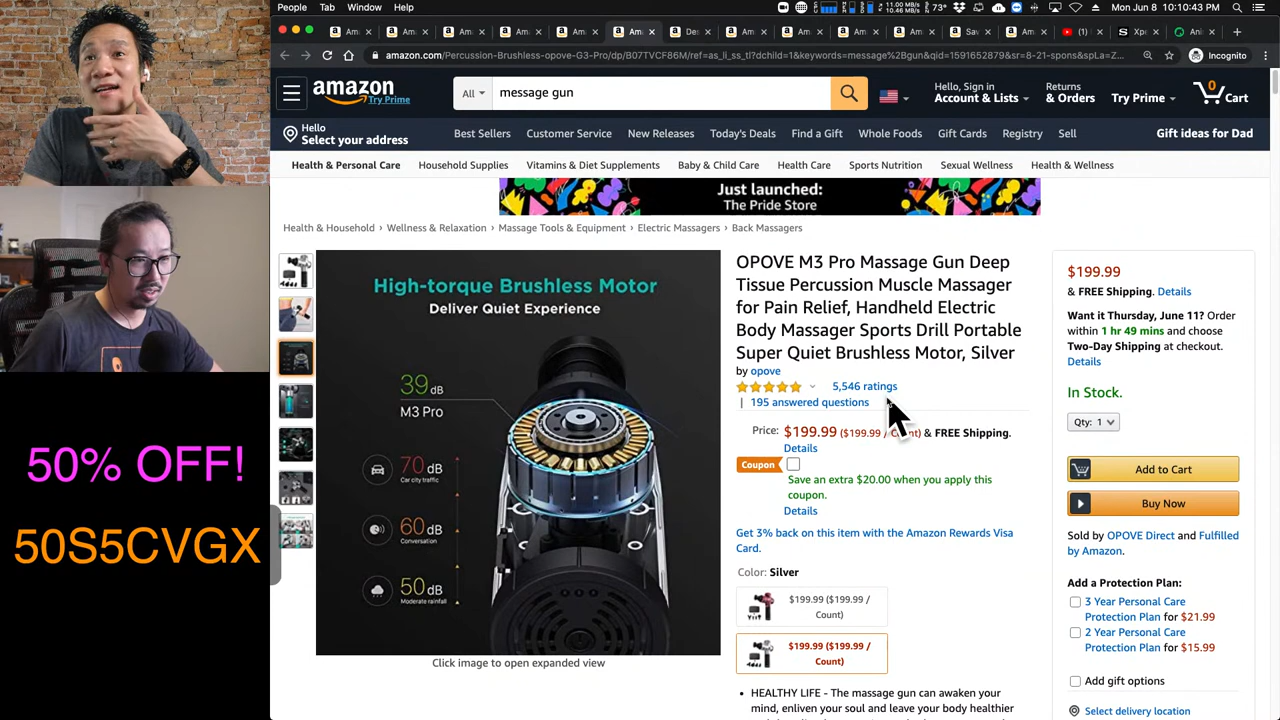 People Tab Window Help
Mon Jun 8 1:10:43 PM
amazon.com/Percussion-Brushless-opove-G3-Pro/dp/B07TVCF86M/ref=as_li_ss_tl?dchild=1&keywords=message%2Bgun&qid=1591652879&sr=8-21-spons&spLa=Z...
Incognito
amazon
Try Prime
All
message gun
Hello, Sign in
Account & Lists
Returns
& Orders
Try Prime
0
Cart
Hello
Select your address
Best Sellers Customer Service New Releases Today's Deals Find a Gift Whole Foods Gift Cards Registry Sell
Gift ideas for Dad
Health & Personal Care Household Supplies Vitamins & Diet Supplements Baby & Child Care Health Care Sports Nutrition Sexual Wellness Health & Wellness
Just launched:
The Pride Store
Health & Household › Wellness & Relaxation › Massage Tools & Equipment › Electric Massagers › Back Massagers
High-torque Brushless Motor
Deliver Quiet Experience
39 dB
M3 Pro
70 dB
Car city traffic
60 dB
Conversation
50 dB
Moderate rainfall
Click image to open expanded view
OPOVE M3 Pro Massage Gun Deep
Tissue Percussion Muscle Massager
for Pain Relief, Handheld Electric
Body Massager Sports Drill Portable
Super Quiet Brushless Motor, Silver
by opove
5,546 ratings
| 195 answered questions
Price: $199.99 ($199.99 / Count) & FREE Shipping.
Details
Coupon
Save an extra $20.00 when you apply this
coupon.
Details
Get 3% back on this item with the Amazon Rewards Visa
Card.
Color: Silver
$199.99 ($199.99 /
Count)
$199.99 ($199.99 /
Count)
• HEALTHY LIFE - The massage gun can awaken your
mind, enliven your soul and leave your body healthier
$199.99
& FREE Shipping. Details
Want it Thursday, June 11? Order
within 1 hr 49 mins and choose
Two-Day Shipping at checkout.
Details
In Stock.
Qty: 1
Add to Cart
Buy Now
Sold by OPOVE Direct and Fulfilled
by Amazon.
Add a Protection Plan:
3 Year Personal Care
Protection Plan for $21.99
2 Year Personal Care
Protection Plan for $15.99
Add gift options
Select delivery location
50% OFF!
50S5CVGX